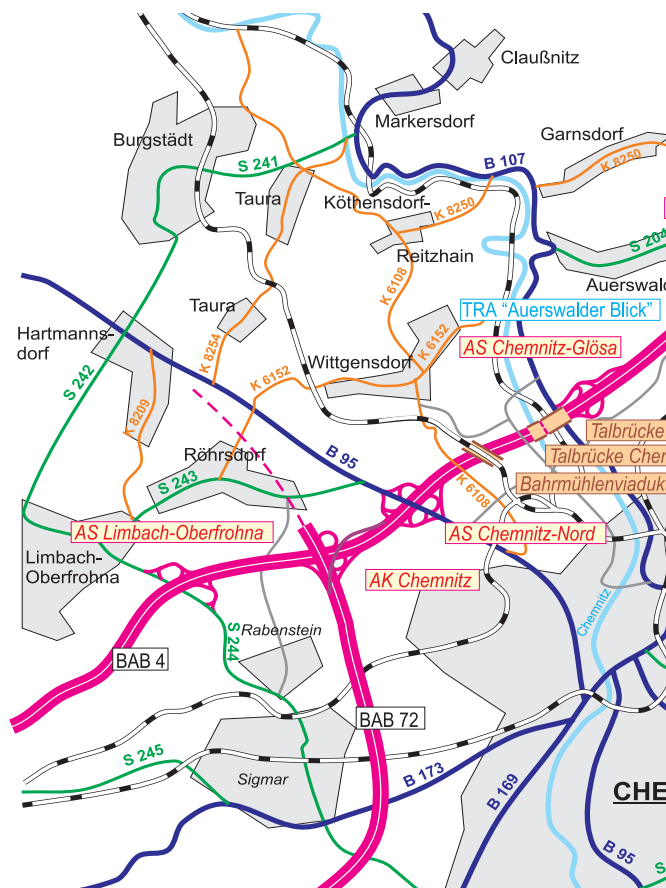 Claußnitz
Markersdorf
Garnsdorf
K 8250
Burgstädt
B 107
S 241
Taura
Köthensdorf-
K 8250
Reitzhain
S 204
Auerswald
K 6108
TRA "Auerswalder Blick"
Taura
Hartmanns-
dorf
K 8254
Wittgensdorf
K 6152
AS Chemnitz-Glösa
S 242
K 6152
K 8209
Talbrücke
Röhrsdorf
B 95
Talbrücke Chem
S 243
K 6108
Bahrmühlenviaduk
AS Limbach-Oberfrohna
AS Chemnitz-Nord
Limbach-
Oberfrohna
AK Chemnitz
Chemnitz
Rabenstein
S 244
BAB 4
BAB 72
S 245
Sigmar
B 173
B 169
CHE
B 95
S